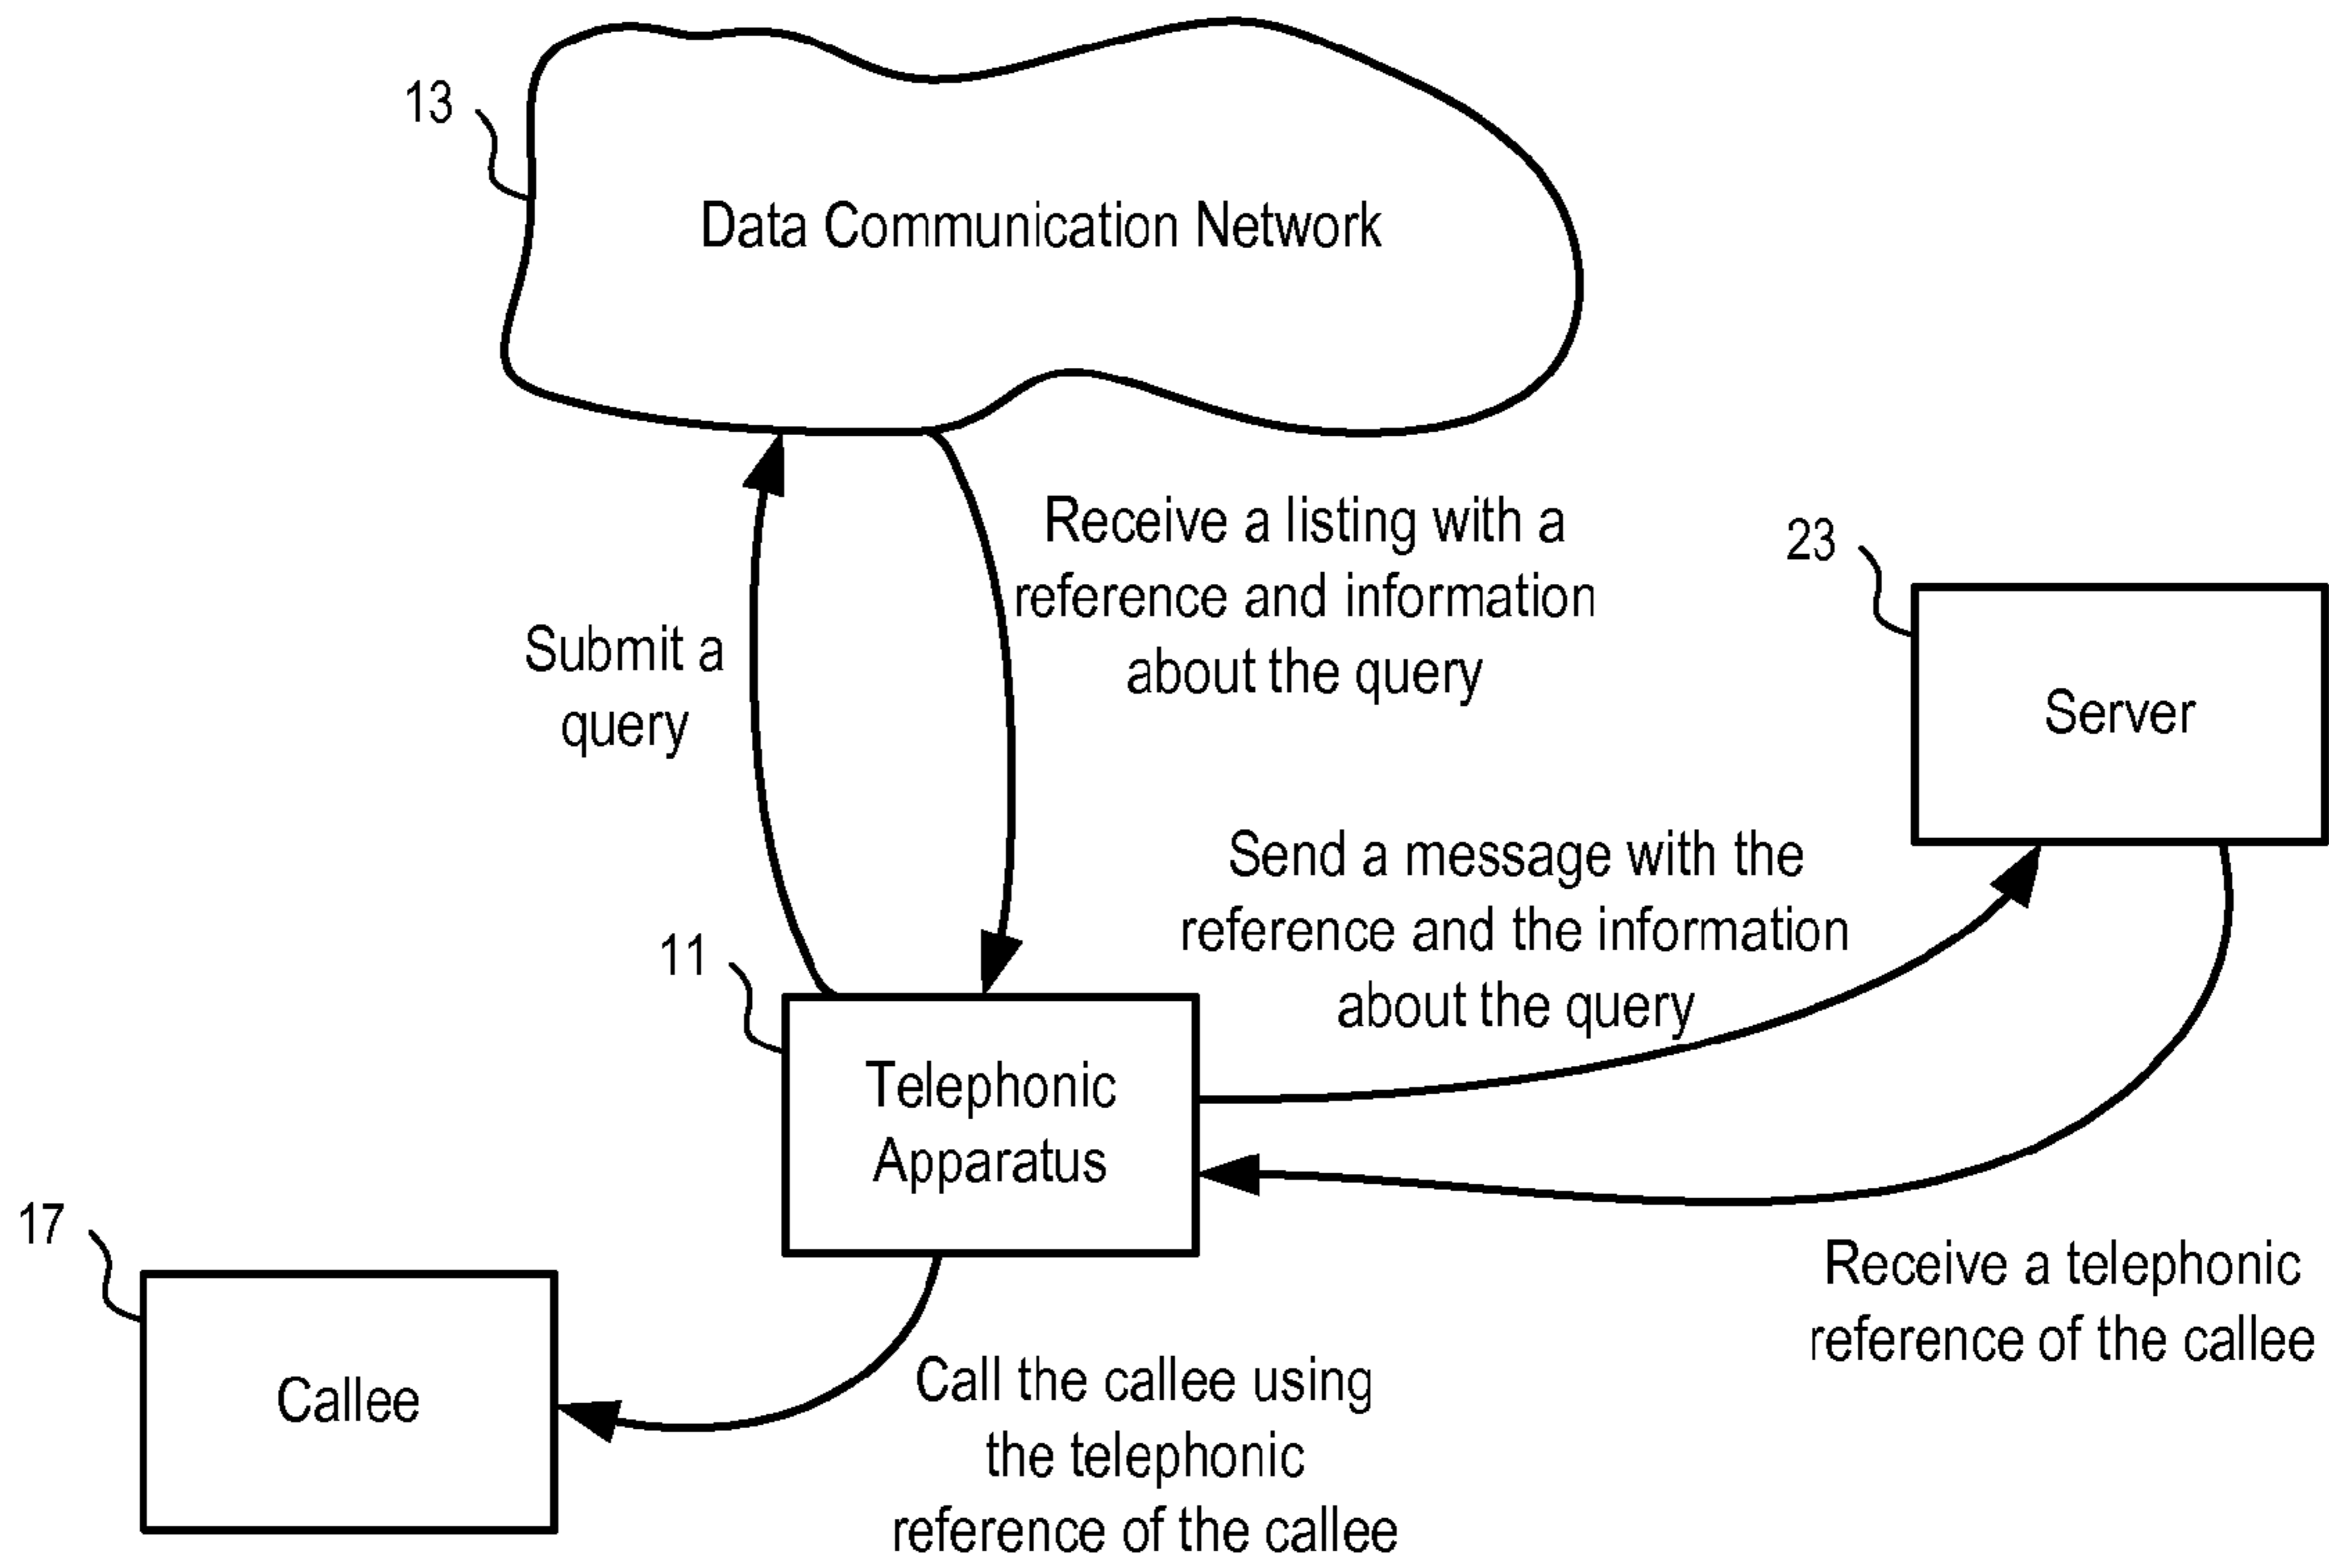 13
Data Communication Network
Receive a listing with a
reference and information
about the query
Submit a
query
23
Server
Send a message with the
reference and the information
about the query
11
Telephonic
Apparatus
17
Callee
Receive a telephonic
reference of the callee
Call the callee using
the telephonic
reference of the callee